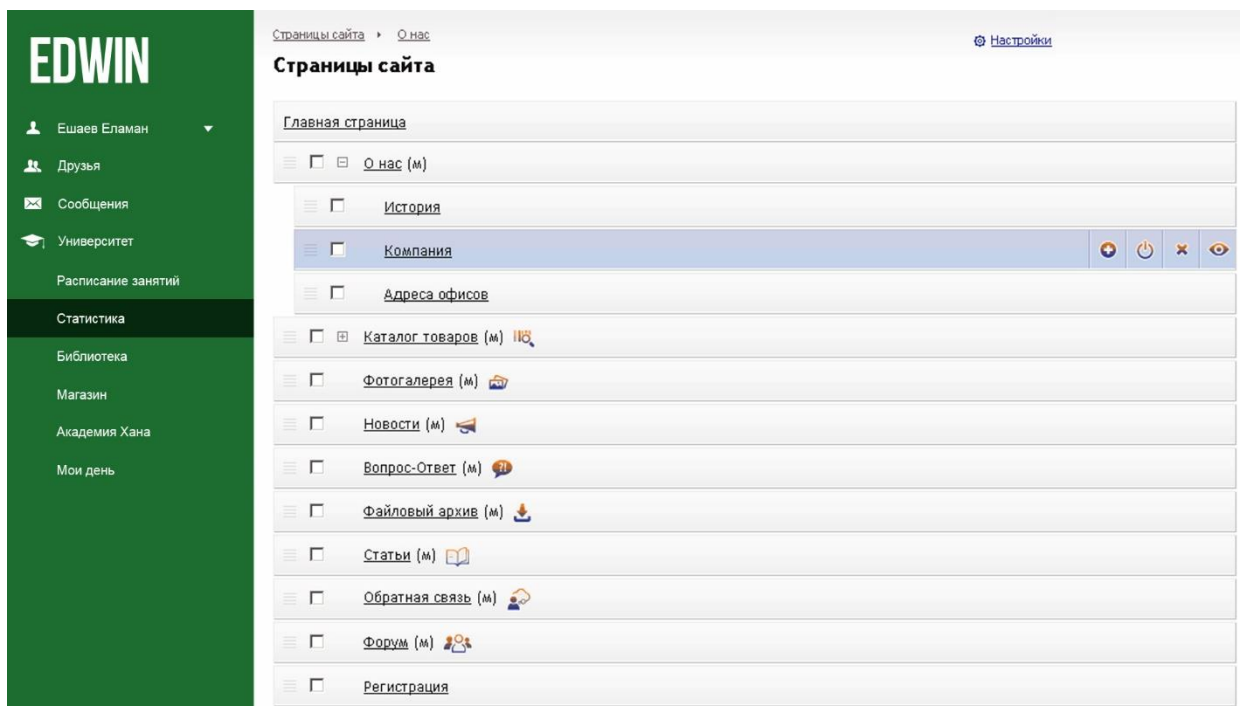 EDWIN
Ешаев Еламан
Друзья
Сообщения
Университет
Расписание занятий
Статистика
Библиотека
Магазин
Академия Хана
Мои день
Страницы сайта О нас
Настройки
Страницы сайта
Главная страница
О нас (м)
История
Компания
Адреса офисов
Каталог товаров (м)
Фотогалерея (м)
Новости (м)
Вопрос-Ответ (м)
Файловый архив (м)
Статьи (м)
Обратная связь (м)
Форум (м)
Регистрация